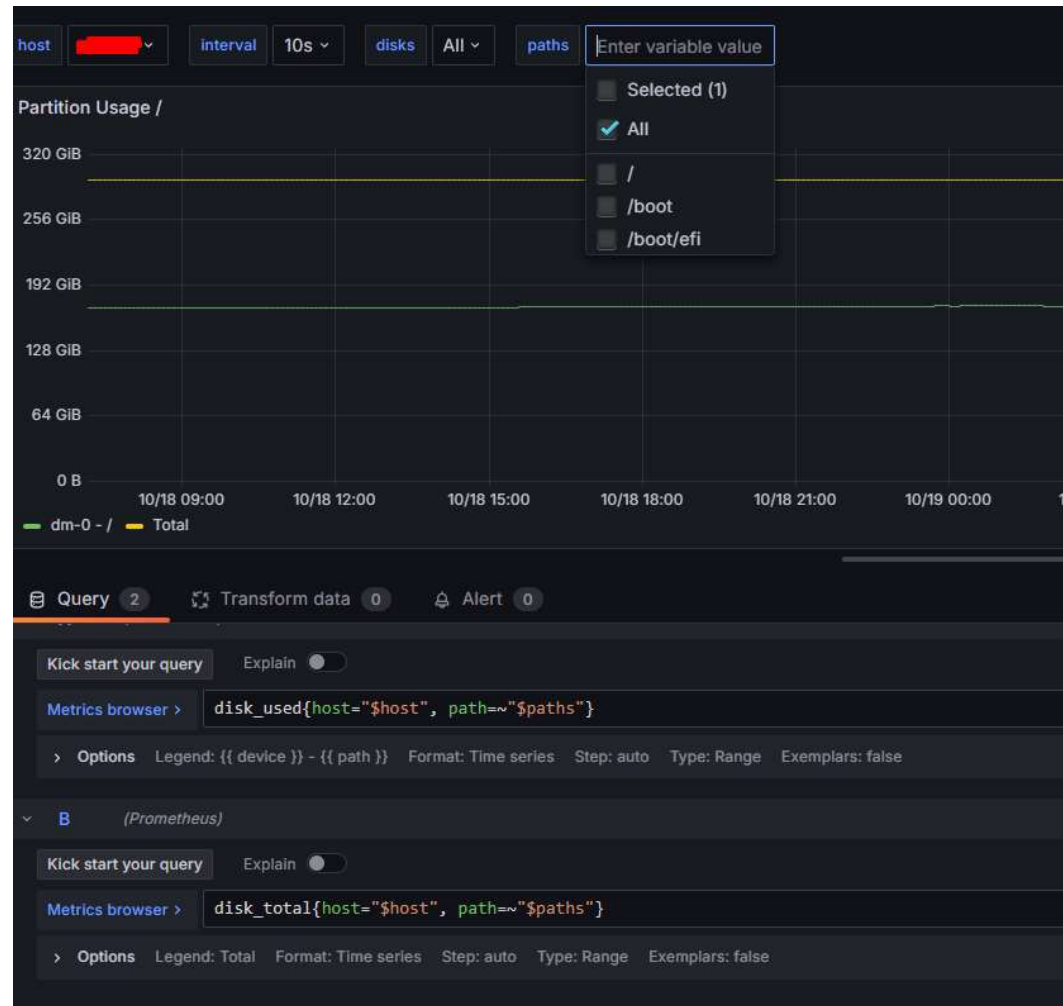 host interval 10s disks All paths Enter variable value
Selected (1)
All
/
/boot
/boot/efi
Partition Usage /
320 GiB
256 GiB
192 GiB
128 GiB
64 GiB
0 B
10/18 09:00 10/18 12:00 10/18 15:00 10/18 18:00 10/18 21:00 10/19 00:00
dm-0 - / Total
Query 2 Transform data 0 Alert 0
Kick start your query Explain
Metrics browser > disk_used{host="$host", path=~"$paths"}
> Options Legend: {{ device }} - {{ path }} Format: Time series Step: auto Type: Range Exemplars: false
B (Prometheus)
Kick start your query Explain
Metrics browser > disk_total{host="$host", path=~"$paths"}
> Options Legend: Total Format: Time series Step: auto Type: Range Exemplars: false